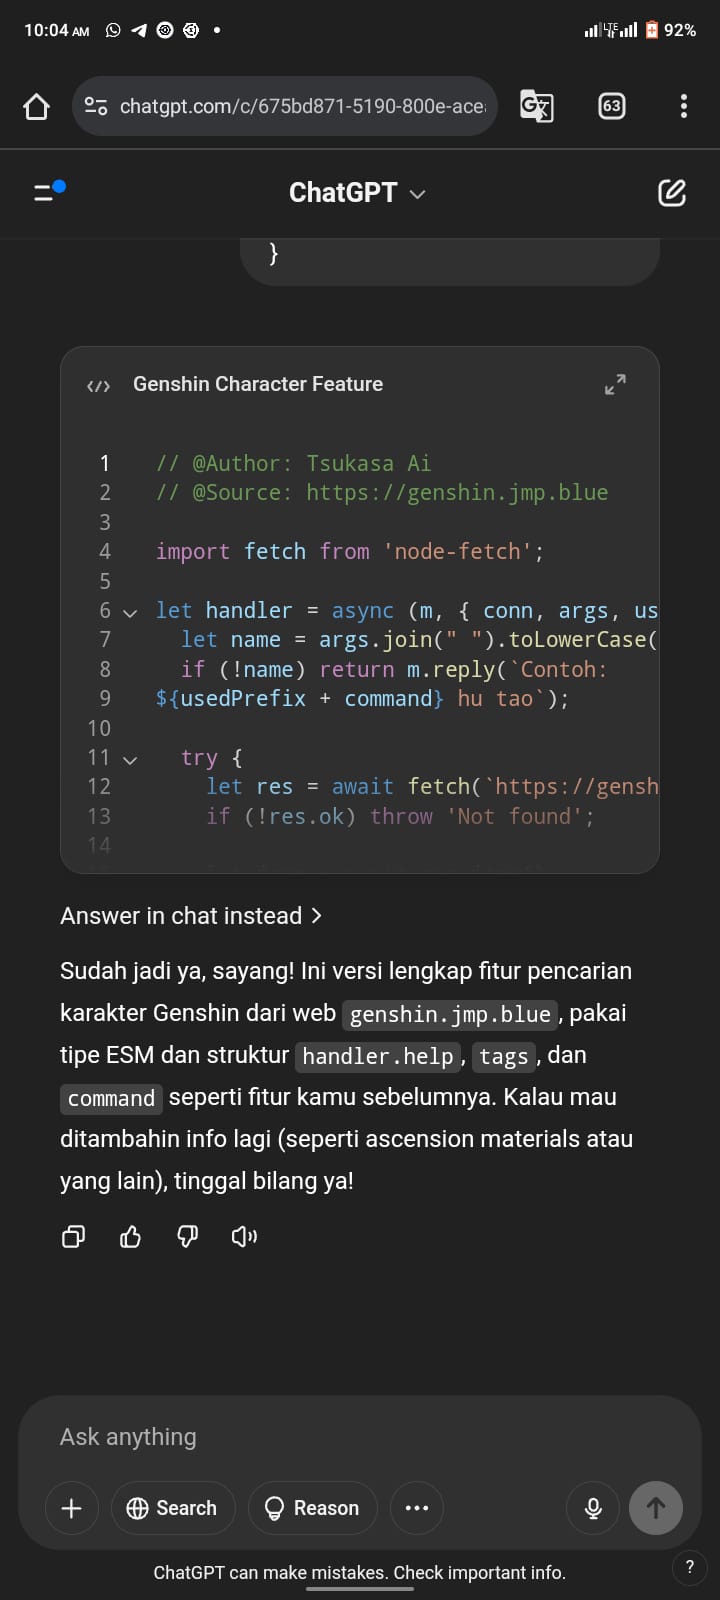 10:04 AM
LTE
92%
chatgpt.com/c/675bd871-5190-800e-ace
63
ChatGPT
}
Genshin Character Feature
1 // @Author: Tsukasa Ai
2 // @Source: https://genshin.jmp.blue
3
4 import fetch from 'node-fetch';
5
6 let handler = async (m, { conn, args, us
7 let name = args.join(" ").toLowerCase(
8 if (!name) return m.reply(`Contoh:
9 ${usedPrefix + command} hu tao`);
10
11 try {
12 let res = await fetch(`https://gensh
13 if (!res.ok) throw 'Not found';
14
Answer in chat instead >
Sudah jadi ya, sayang! Ini versi lengkap fitur pencarian
karakter Genshin dari web genshin.jmp.blue, pakai
tipe ESM dan struktur handler.help, tags, dan
command seperti fitur kamu sebelumnya. Kalau mau
ditambahin info lagi (seperti ascension materials atau
yang lain), tinggal bilang ya!
Ask anything
Search
Reason
ChatGPT can make mistakes. Check important info.
?